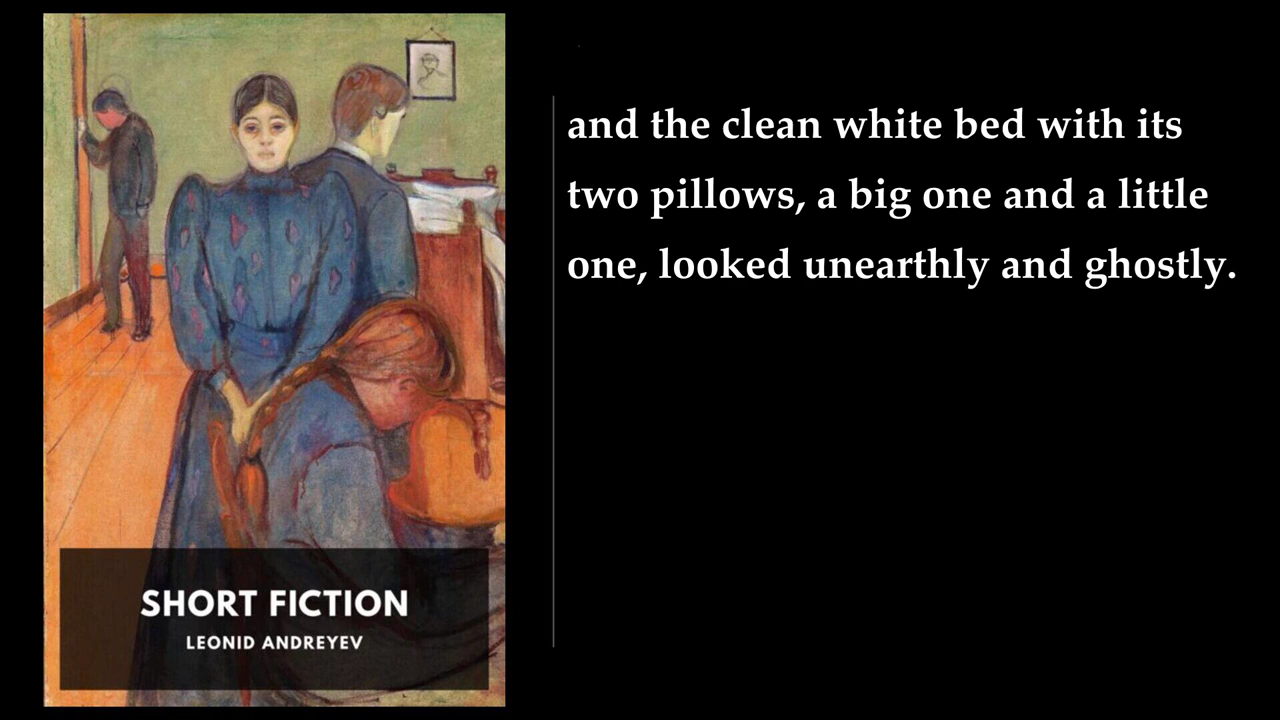 and the clean white bed with its
two pillows, a big one and a little
one, looked unearthly and ghostly.
SHORT FICTION
LEONID ANDREYEV